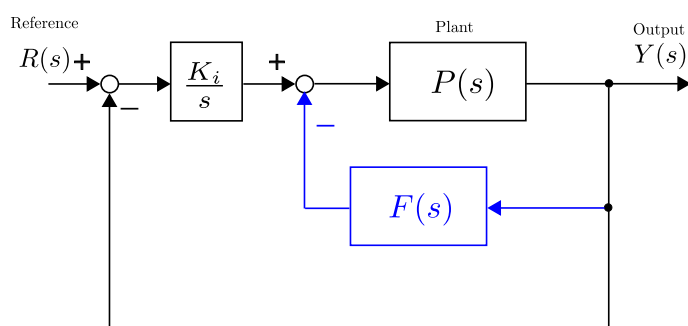 Reference
R(s) +
−
K_i
s
+
−
Plant
P(s)
F(s)
Output
Y(s)